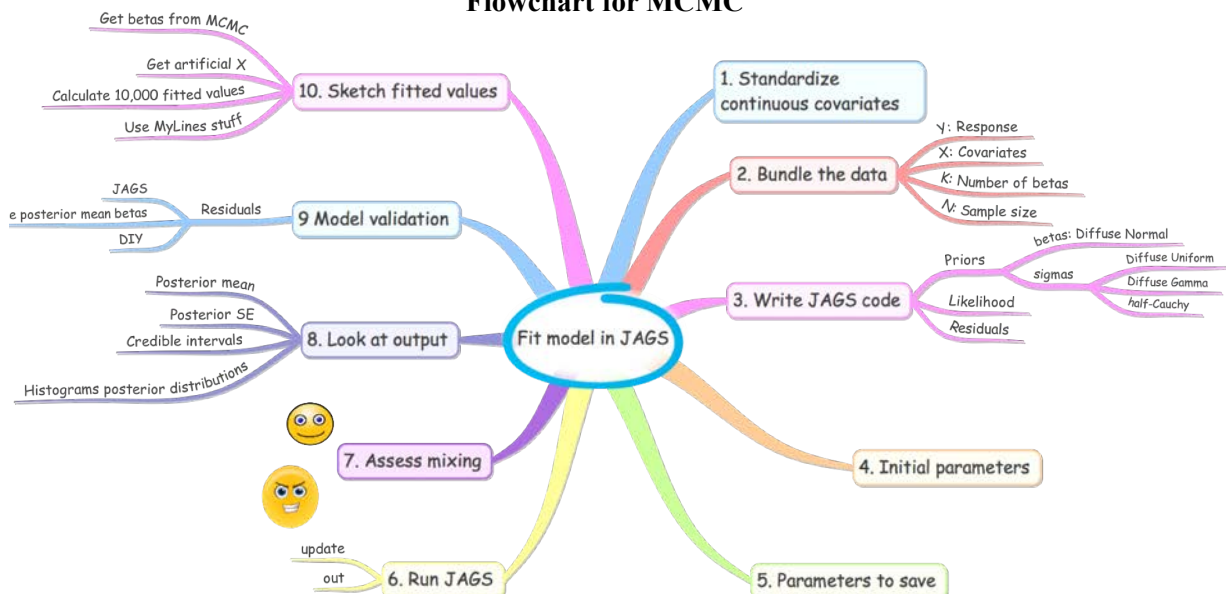 Flowchart for MCMC
Fit model in JAGS
1. Standardize
continuous covariates
2. Bundle the data
Y: Response
X: Covariates
K: Number of betas
N: Sample size
3. Write JAGS code
Priors
betas: Diffuse Normal
sigmas
Diffuse Uniform
Diffuse Gamma
half-Cauchy
Likelihood
Residuals
4. Initial parameters
5. Parameters to save
6. Run JAGS
update
out
7. Assess mixing
8. Look at output
Posterior mean
Posterior SE
Credible intervals
Histograms posterior distributions
9 Model validation
Residuals
JAGS
e posterior mean betas
DIY
10. Sketch fitted values
Get betas from MCMC
Get artificial X
Calculate 10,000 fitted values
Use MyLines stuff